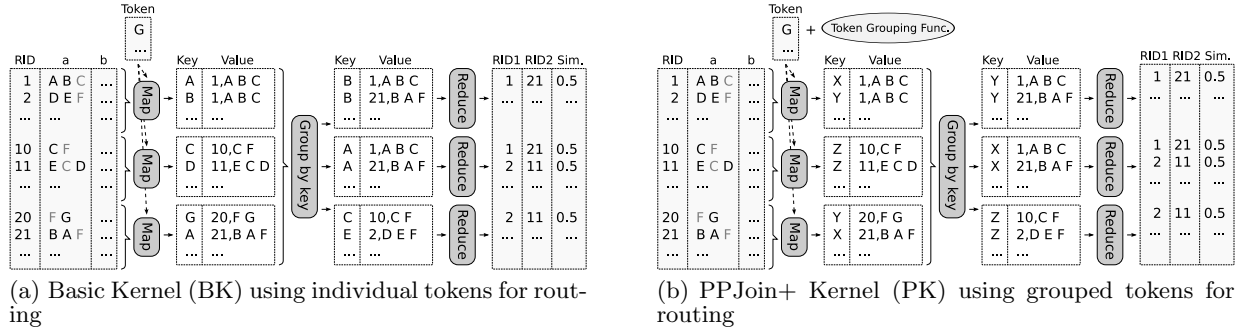 Token
G
...
RID a b
1 A B C ...
2 D E F ...
... ...
10 C F ...
11 E C D ...
... ...
20 F G ...
21 B A F ...
... ...
Map
Map
Map
Key Value
A 1,A B C
B 1,A B C
... ...
C 10,C F
D 11,E C D
... ...
G 20,F G
A 21,B A F
... ...
Group by key
Key Value
B 1,A B C
B 21,B A F
... ...
A 1,A B C
A 21,B A F
... ...
C 10,C F
E 2,D E F
... ...
Reduce
Reduce
Reduce
RID1 RID2 Sim.
1 21 0.5
... ... ...
1 21 0.5
2 11 0.5
... ... ...
2 11 0.5
... ... ...
(a) Basic Kernel (BK) using individual tokens for rout-
ing
Token
G + Token Grouping Func.
...
RID a b
1 A B C ...
2 D E F ...
... ...
10 C F ...
11 E C D ...
... ...
20 F G ...
21 B A F ...
... ...
Map
Map
Map
Key Value
X 1,A B C
Y 1,A B C
... ...
Z 10,C F
Z 11,E C D
... ...
Y 20,F G
X 21,B A F
... ...
Group by key
Key Value
Y 1,A B C
Y 21,B A F
... ...
X 1,A B C
X 21,B A F
... ...
Z 10,C F
Z 2,D E F
... ...
Reduce
Reduce
Reduce
RID1 RID2 Sim.
1 21 0.5
... ... ...
1 21 0.5
2 11 0.5
... ... ...
2 11 0.5
... ... ...
(b) PPJoin+ Kernel (PK) using grouped tokens for
routing